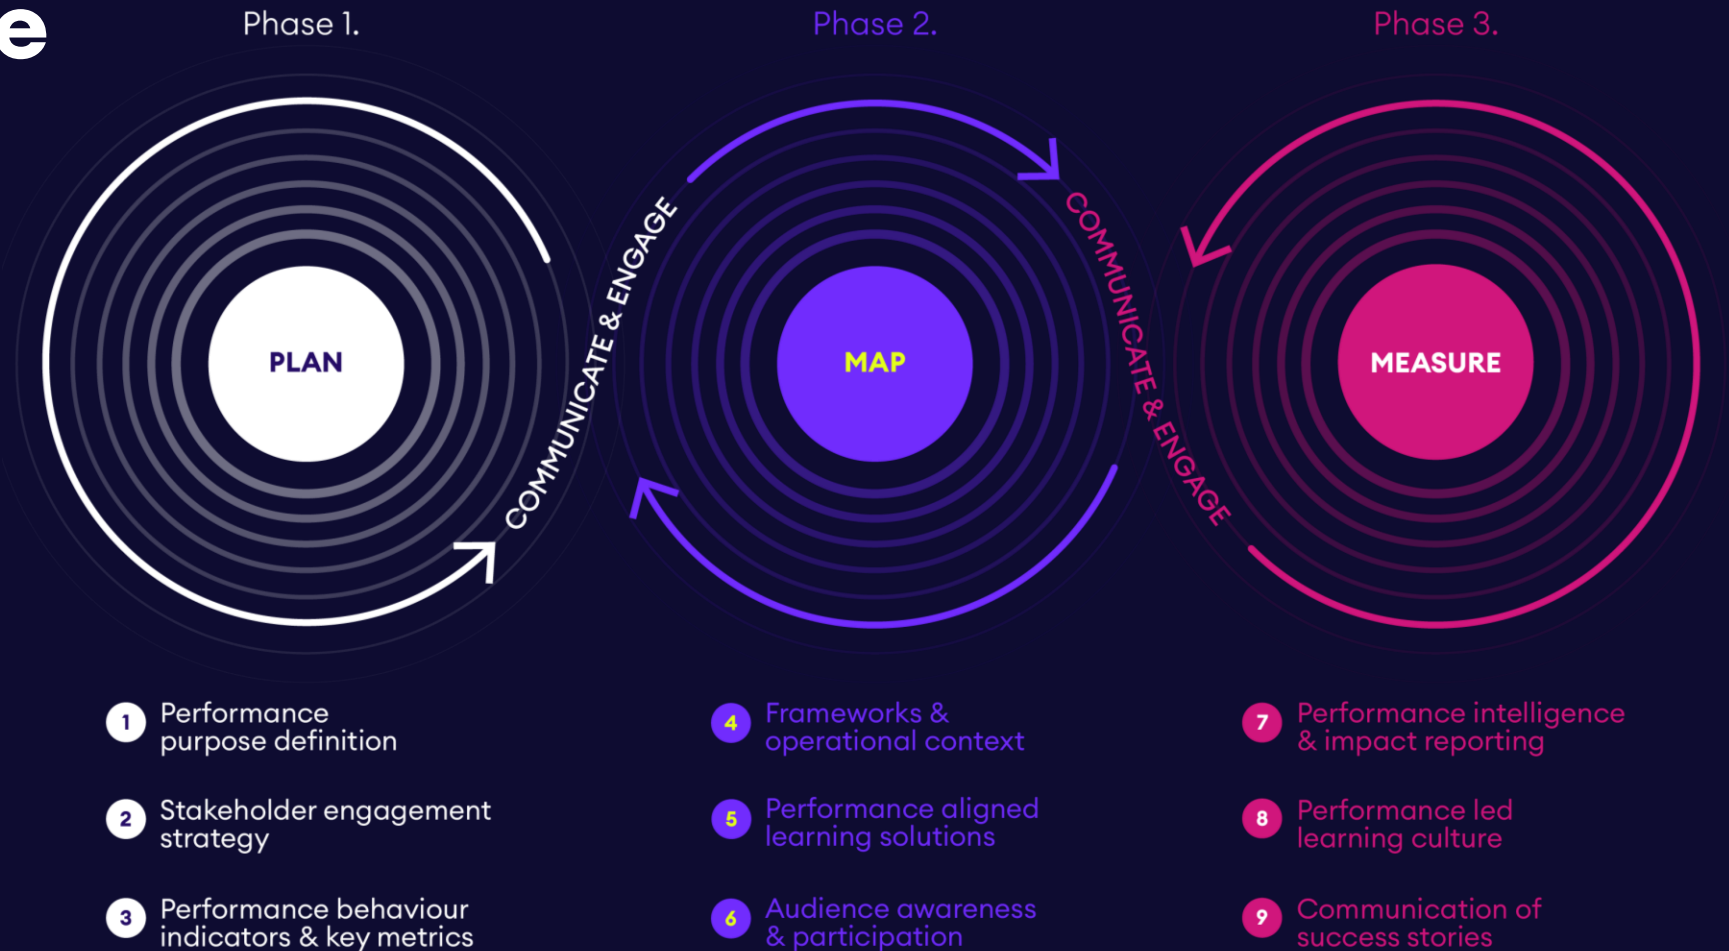 e
Phase 1.
Phase 2.
Phase 3.
PLAN
COMMUNICATE & ENGAGE
MAP
COMMUNICATE & ENGAGE
MEASURE
1 Performance
purpose definition
2 Stakeholder engagement
strategy
3 Performance behaviour
indicators & key metrics
4 Frameworks &
operational context
5 Performance aligned
learning solutions
6 Audience awareness
& participation
7 Performance intelligence
& impact reporting
8 Performance led
learning culture
9 Communication of
success stories